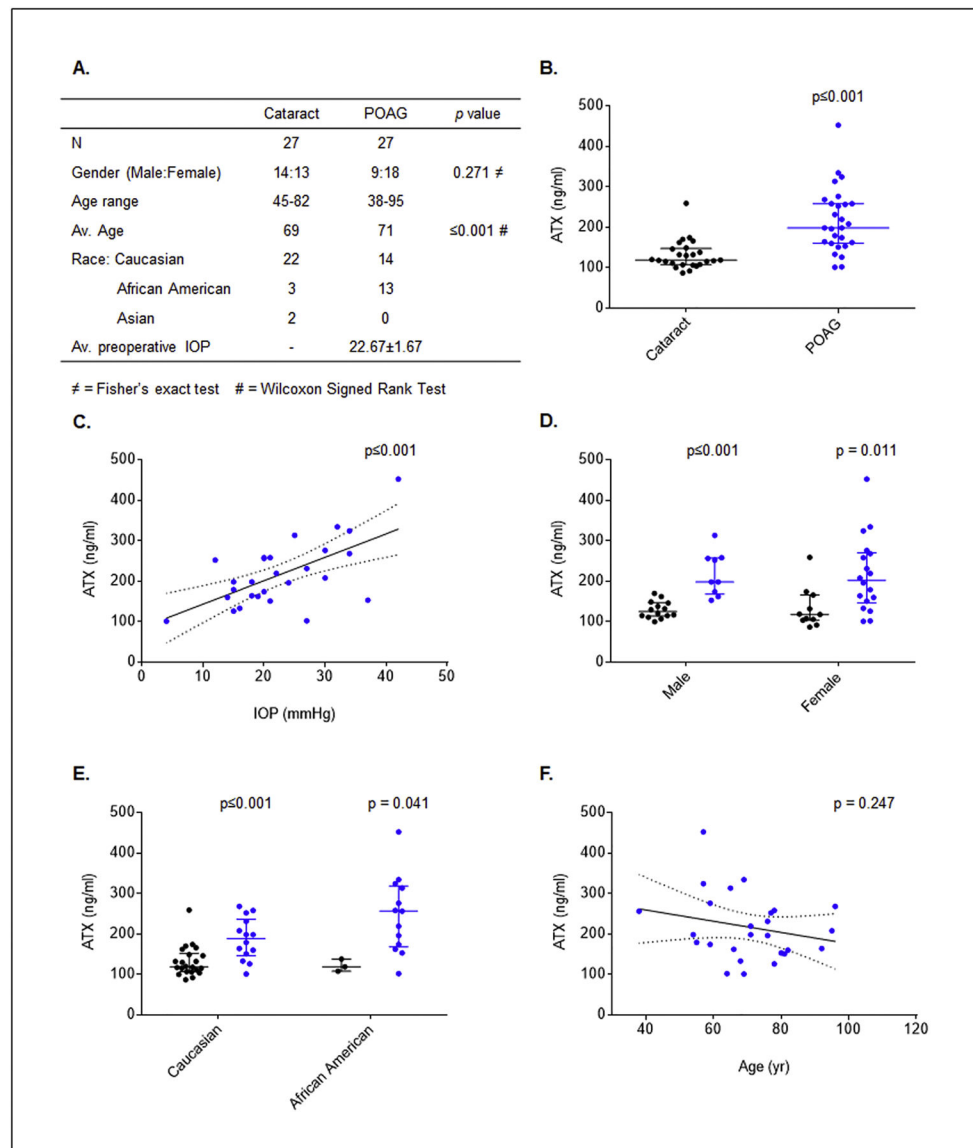 A.
Cataract POAG p value
N 27 27
Gender (Male:Female) 14:13 9:18 0.271 ≠
Age range 45-82 38-95
Av. Age 69 71 ≤0.001 #
Race: Caucasian 22 14
African American 3 13
Asian 2 0
Av. preoperative IOP - 22.67±1.67
≠ = Fisher's exact test # = Wilcoxon Signed Rank Test
B.
p≤0.001
500
400
300
200
100
0
ATX (ng/ml)
Cataract
POAG
C.
p≤0.001
500
400
300
200
100
0
ATX (ng/ml)
0 10 20 30 40 50
IOP (mmHg)
D.
p≤0.001 p = 0.011
500
400
300
200
100
0
ATX (ng/ml)
Male
Female
E.
p≤0.001 p = 0.041
500
400
300
200
100
0
ATX (ng/ml)
Caucasian
African American
F.
p = 0.247
500
400
300
200
100
0
ATX (ng/ml)
40 60 80 100 120
Age (yr)